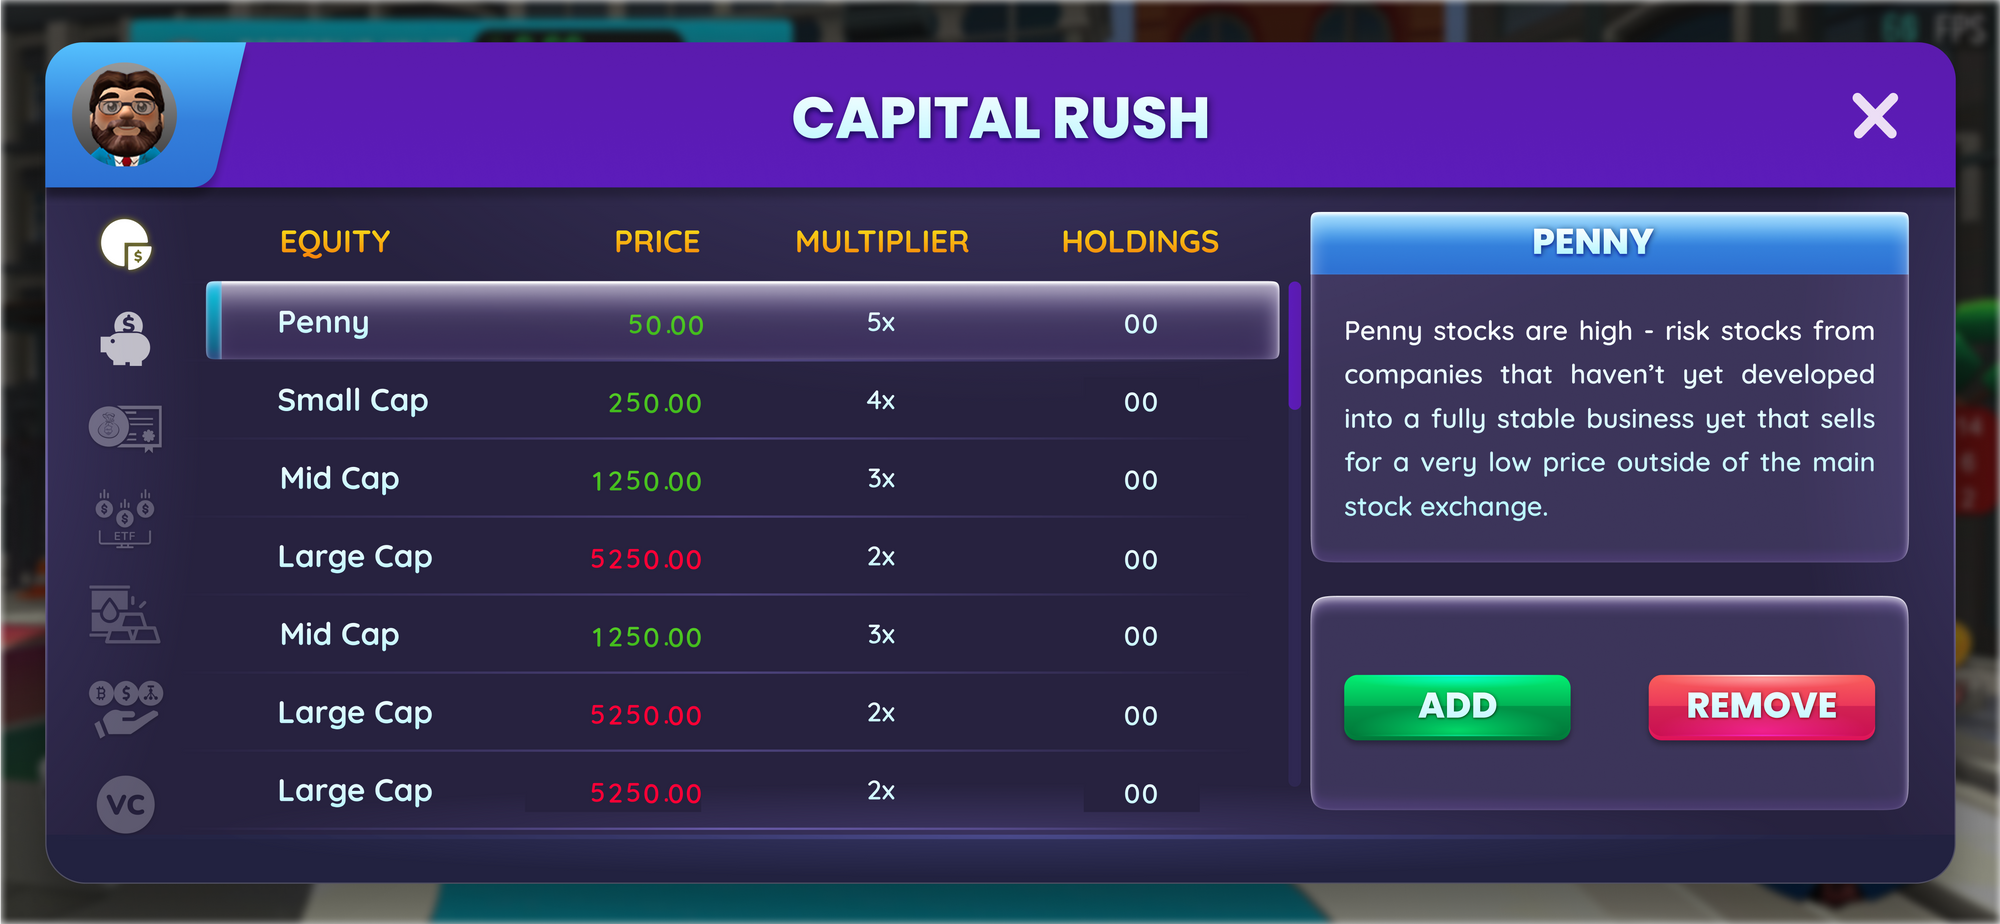 68 FPS
CAPITAL RUSH
EQUITY PRICE MULTIPLIER HOLDINGS
Penny 50.00 5x 00
Small Cap 250.00 4x 00
Mid Cap 1250.00 3x 00
Large Cap 5250.00 2x 00
Mid Cap 1250.00 3x 00
Large Cap 5250.00 2x 00
Large Cap 5250.00 2x 00
ETF
VC
PENNY
Penny stocks are high - risk stocks from
companies that haven’t yet developed
into a fully stable business yet that sells
for a very low price outside of the main
stock exchange.
ADD REMOVE